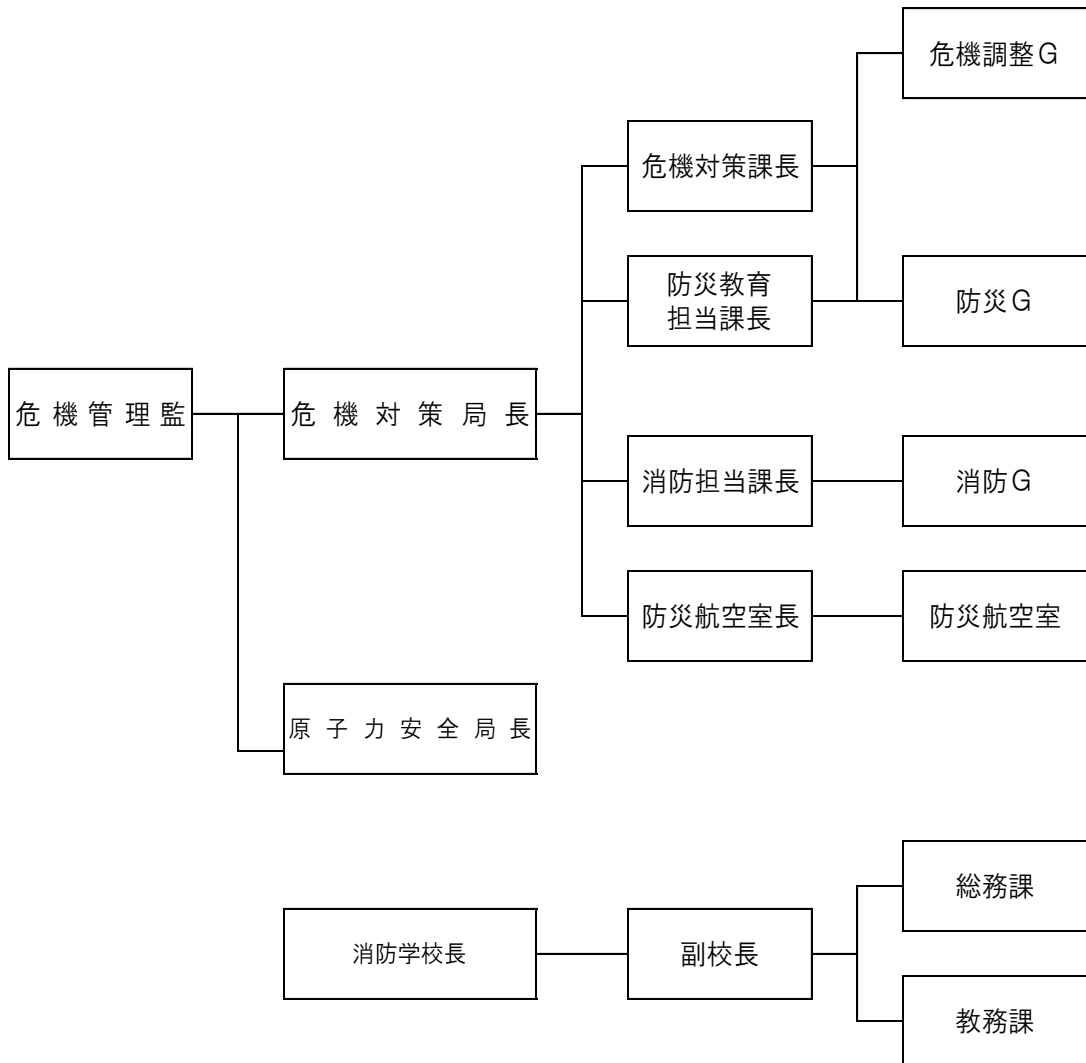 危機調整Ｇ
危機対策課長
防災教育
担当課長
防災Ｇ
危機管理監
危機対策局長
消防担当課長
消防Ｇ
防災航空室長
防災航空室
原子力安全局長
総務課
消防学校長
副校長
教務課